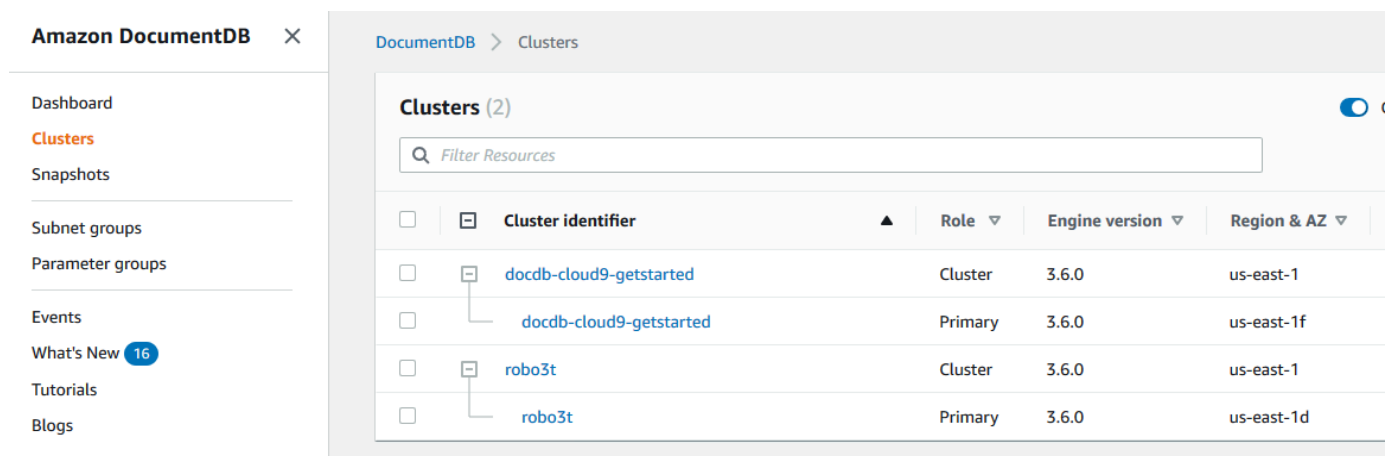 Amazon DocumentDB
Dashboard
Clusters
Snapshots
Subnet groups
Parameter groups
Events
What's New 16
Tutorials
Blogs
DocumentDB > Clusters
Clusters (2)
Filter Resources
Cluster identifier Role Engine version Region & AZ
docdb-cloud9-getstarted Cluster 3.6.0 us-east-1
docdb-cloud9-getstarted Primary 3.6.0 us-east-1f
robo3t Cluster 3.6.0 us-east-1
robo3t Primary 3.6.0 us-east-1d